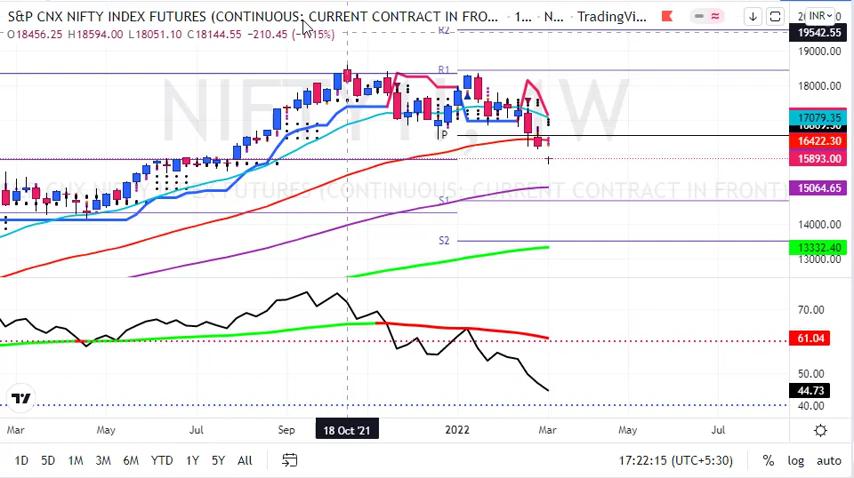 S&P CNX NIFTY INDEX FUTURES (CONTINUOUS: CURRENT CONTRACT IN FRO... · 1... · N... · TradingVi...
INR
O18456.25 H18594.00 L18051.10 C18144.55 -210.45
R2
19542.55
19000.00
R1
18000.00
17079.35
P
16422.30
15893.00
15064.65
S1
14000.00
S2
13332.40
13000.00
70.00
61.04
50.00
44.73
40.00
Mar May Jul Sep 18 Oct '21 2022 Mar May Jul
1D 5D 1M 3M 6M YTD 1Y 5Y All 17:22:15 (UTC+5:30) % log auto